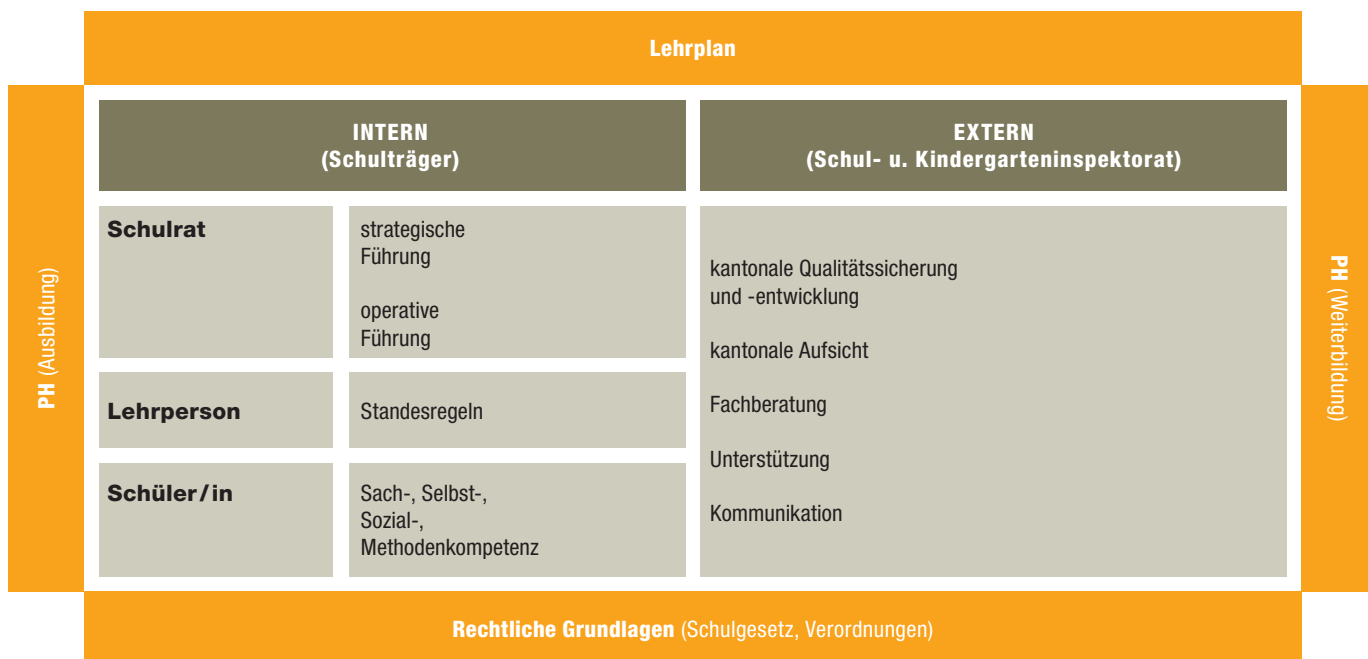 Lehrplan
PH (Ausbildung)
INTERN
(Schulträger)
EXTERN
(Schul- u. Kindergarteninspektorat)
Schulrat
strategische
Führung
operative
Führung
Lehrperson
Standesregeln
Schüler/in
Sach-, Selbst-,
Sozial-,
Methodenkompetenz
kantonale Qualitätssicherung
und -entwicklung
kantonale Aufsicht
Fachberatung
Unterstützung
Kommunikation
PH (Weiterbildung)
Rechtliche Grundlagen (Schulgesetz, Verordnungen)